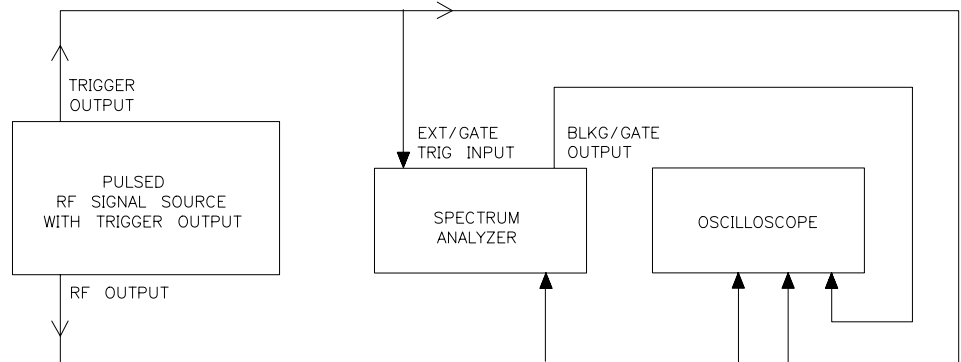 TRIGGER
OUTPUT
EXT/GATE
TRIG INPUT
BLKG/GATE
OUTPUT
PULSED
RF SIGNAL SOURCE
WITH TRIGGER OUTPUT
SPECTRUM
ANALYZER
OSCILLOSCOPE
RF OUTPUT